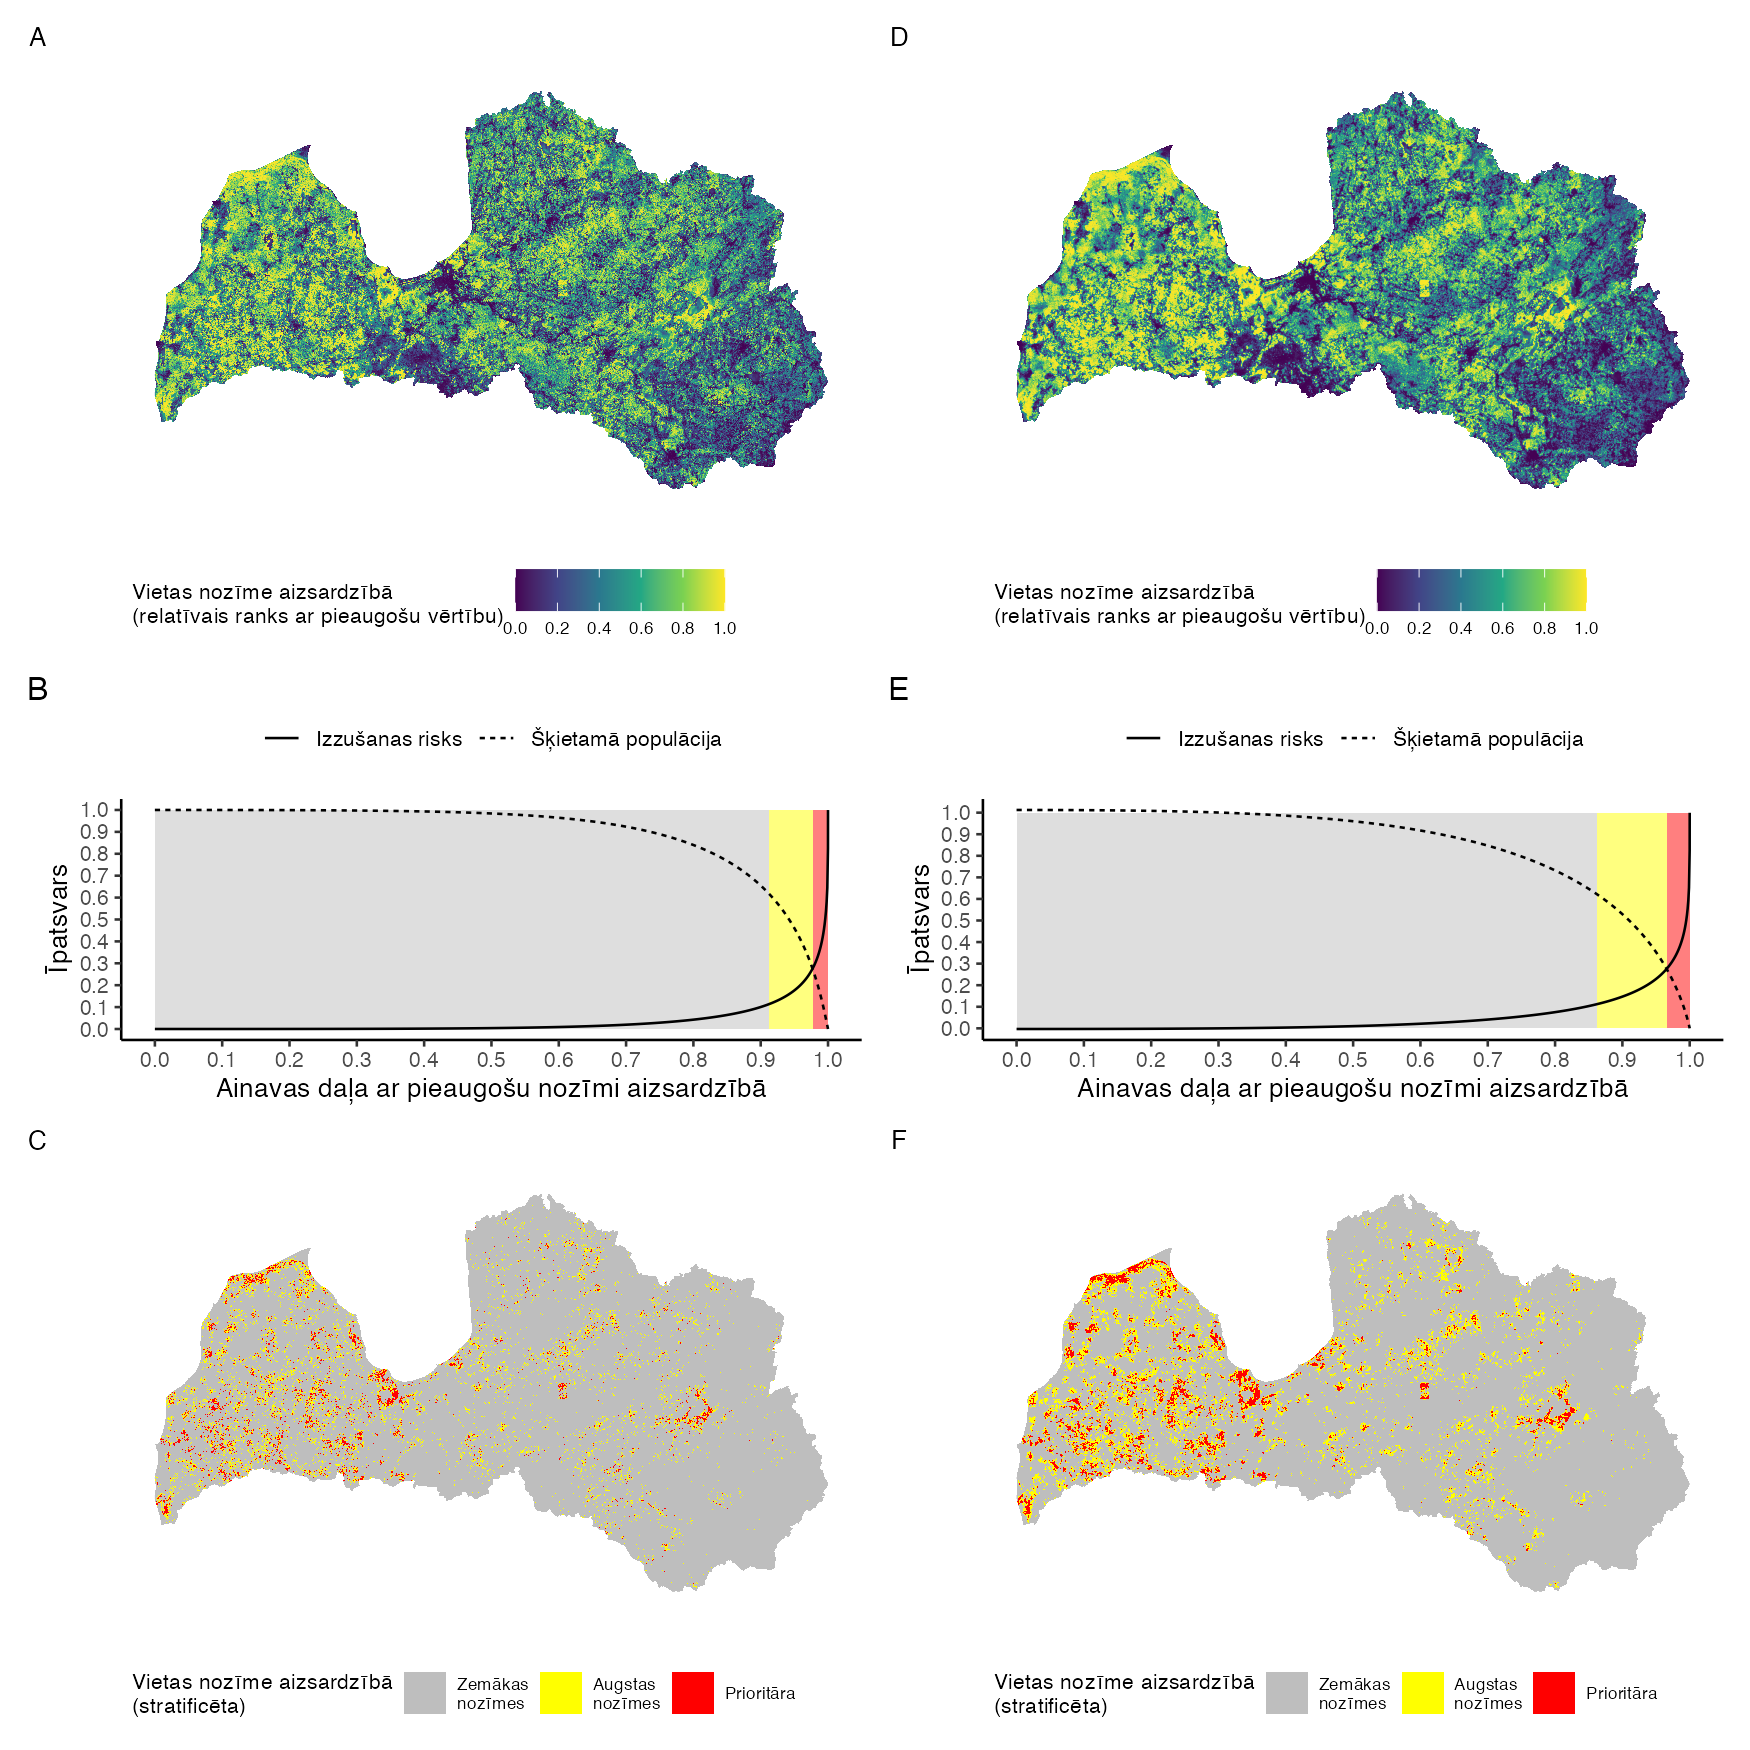 A
Vietas nozīme aizsardzībā
(relatīvais ranks ar pieaugošu vērtību)
0.0 0.2 0.4 0.6 0.8 1.0
D
Vietas nozīme aizsardzībā
(relatīvais ranks ar pieaugošu vērtību)
0.0 0.2 0.4 0.6 0.8 1.0
B
Izzušanas risks Šķietamā populācija
Īpatsvars
1.0
0.9
0.8
0.7
0.6
0.5
0.4
0.3
0.2
0.1
0.0
0.0 0.1 0.2 0.3 0.4 0.5 0.6 0.7 0.8 0.9 1.0
Ainavas daļa ar pieaugošu nozīmi aizsardzībā
E
Izzušanas risks Šķietamā populācija
Īpatsvars
1.0
0.9
0.8
0.7
0.6
0.5
0.4
0.3
0.2
0.1
0.0
0.0 0.1 0.2 0.3 0.4 0.5 0.6 0.7 0.8 0.9 1.0
Ainavas daļa ar pieaugošu nozīmi aizsardzībā
C
Vietas nozīme aizsardzībā
(stratificēta)
Zemākas
nozīmes
Augstas
nozīmes
Prioritāra
F
Vietas nozīme aizsardzībā
(stratificēta)
Zemākas
nozīmes
Augstas
nozīmes
Prioritāra